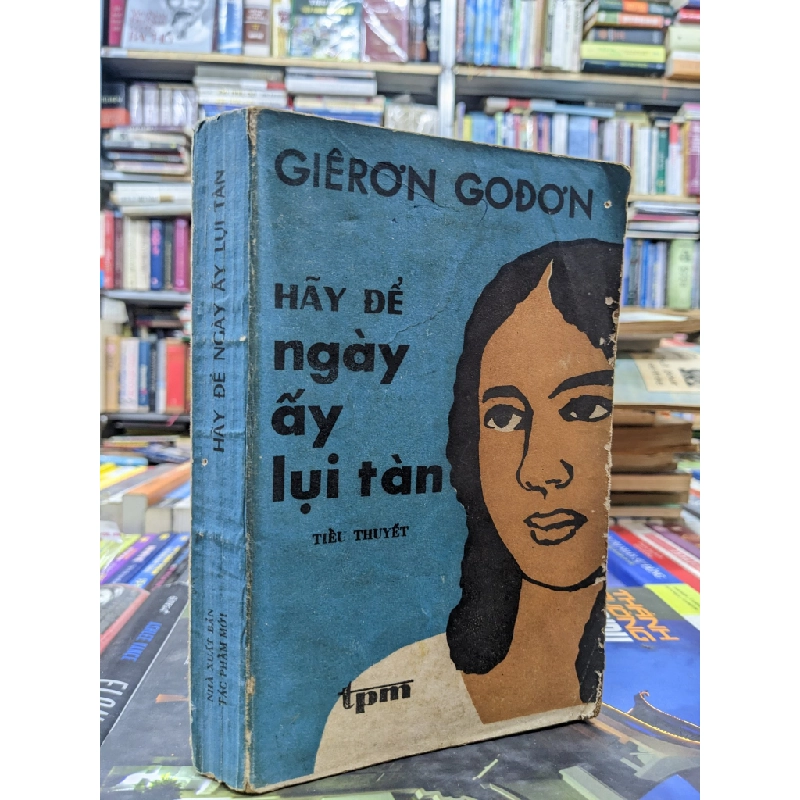 GIÊRƠN GOĐƠN
HÃY ĐỂ
ngày
ấy
lụi tàn
TIỂU THUYẾT
tpm
HÃY ĐỂ NGÀY ẤY LỤI TÀN
NHÀ XUẤT BẢN
TÁC PHẨM MỚI